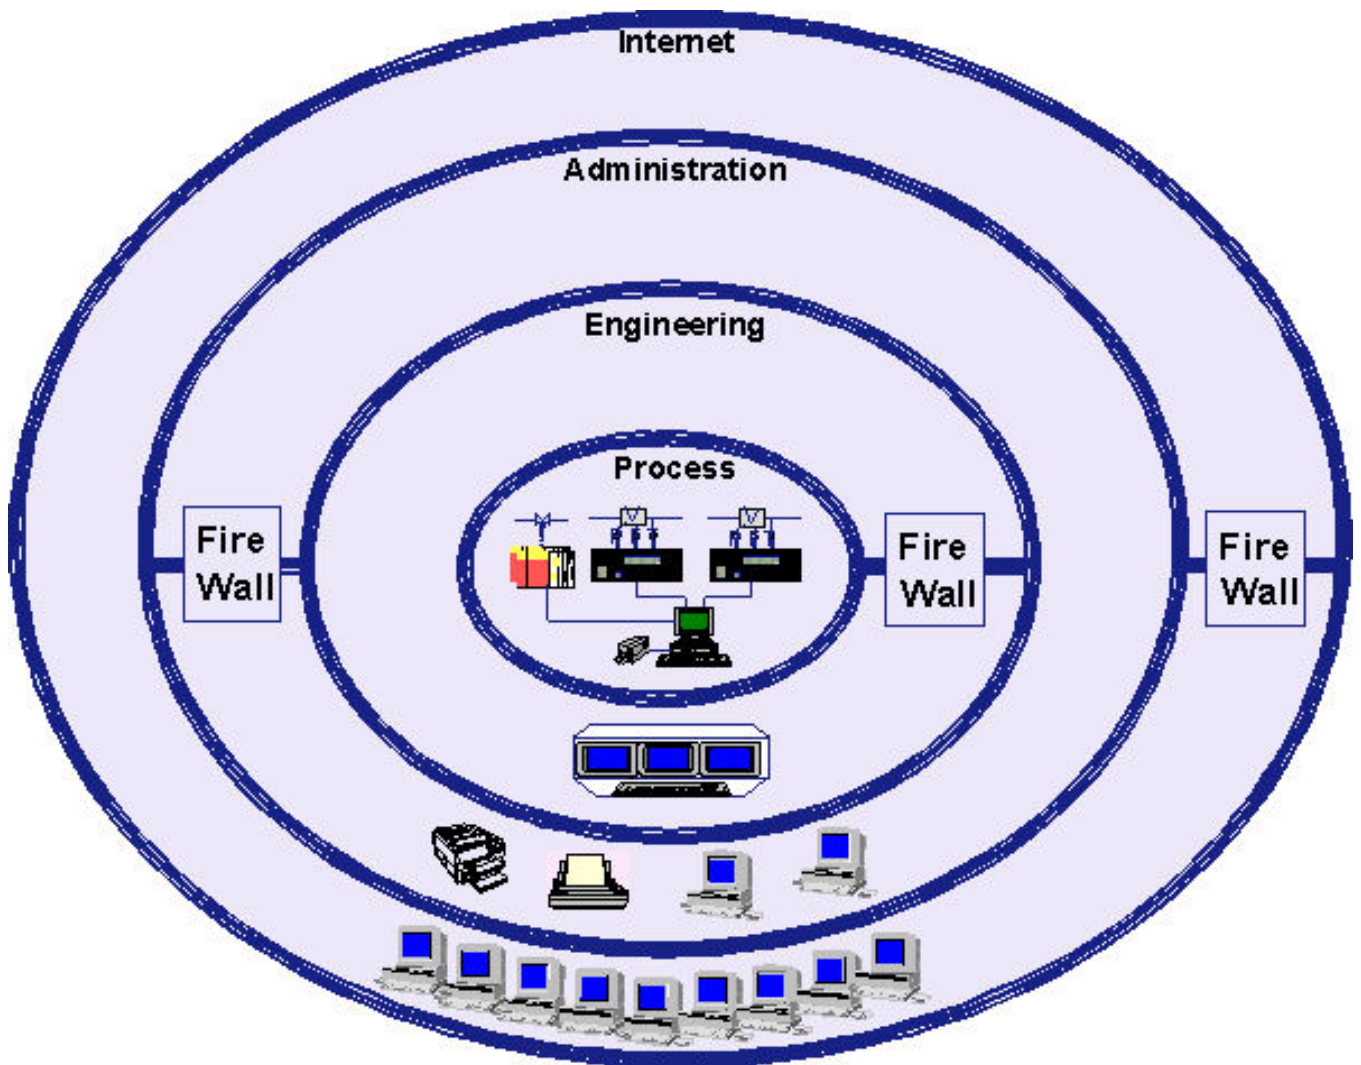 Internet
Administration
Engineering
Process
Fire
Wall
Fire
Wall
Fire
Wall